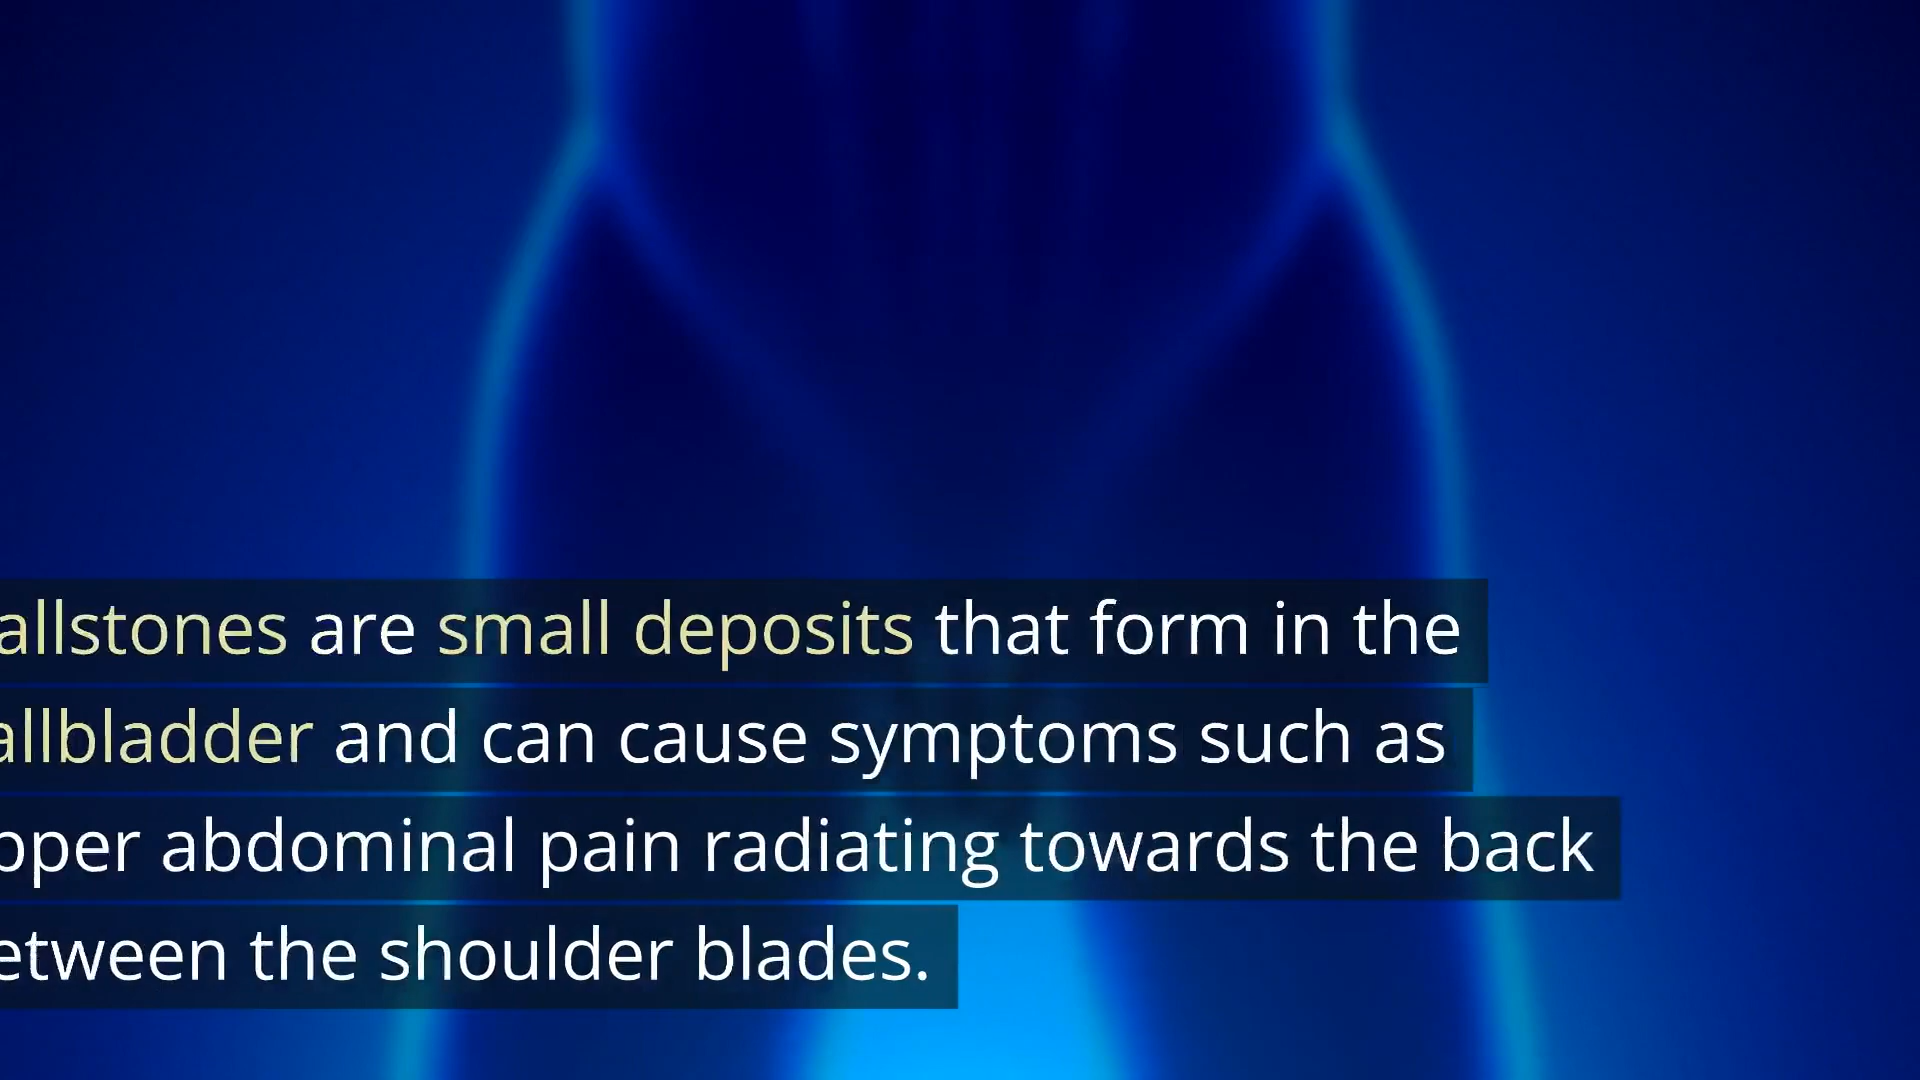 allstones are small deposits that form in the
allbladder and can cause symptoms such as
pper abdominal pain radiating towards the back
etween the shoulder blades.